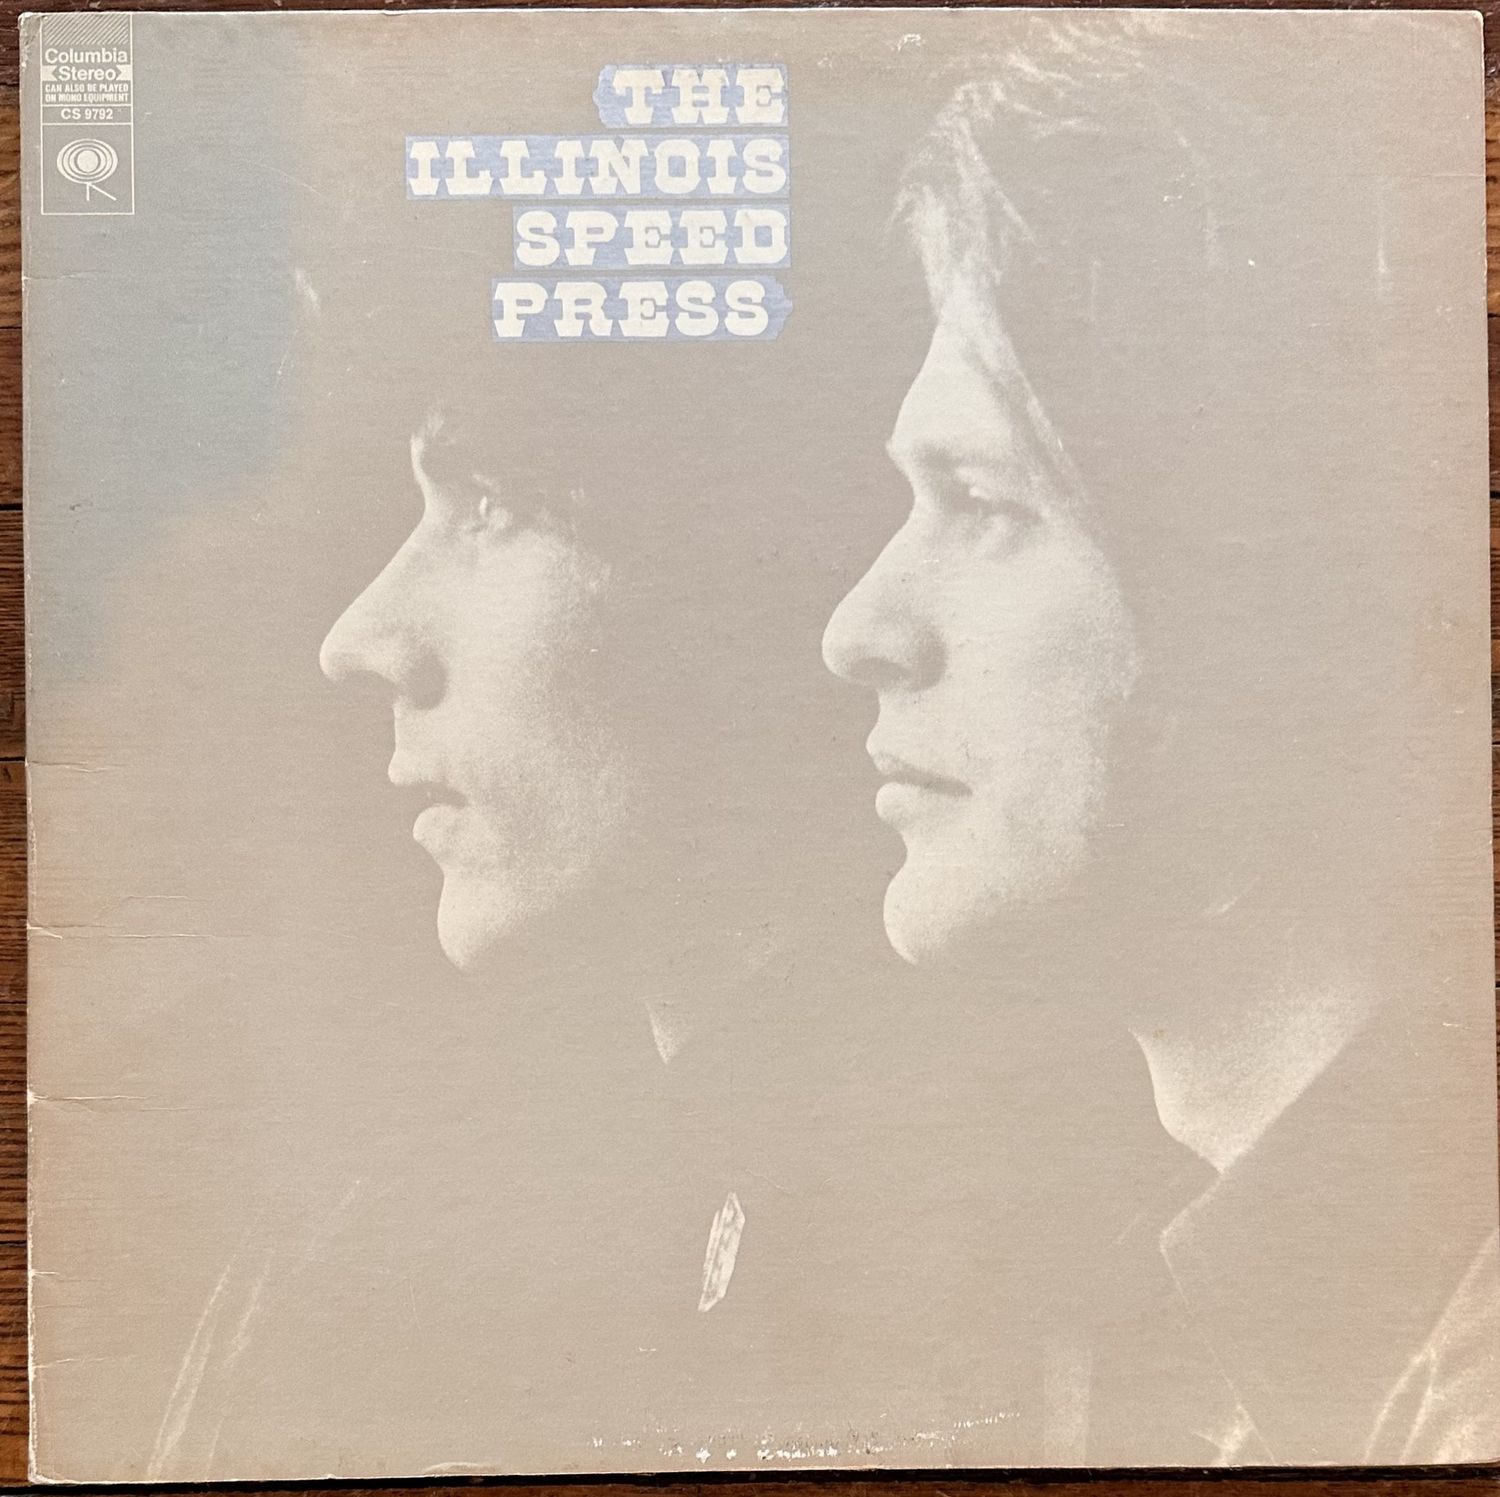 Columbia
Stereo
CAN ALSO BE PLAYED
ON MONO EQUIPMENT
CS 9792
THE
ILLINOIS
SPEED
PRESS